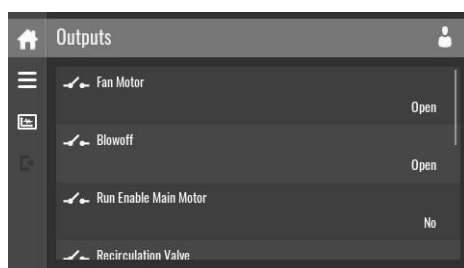 Outputs
Fan Motor
Open
Blowoff
Open
Run Enable Main Motor
No
Recirculation Valve